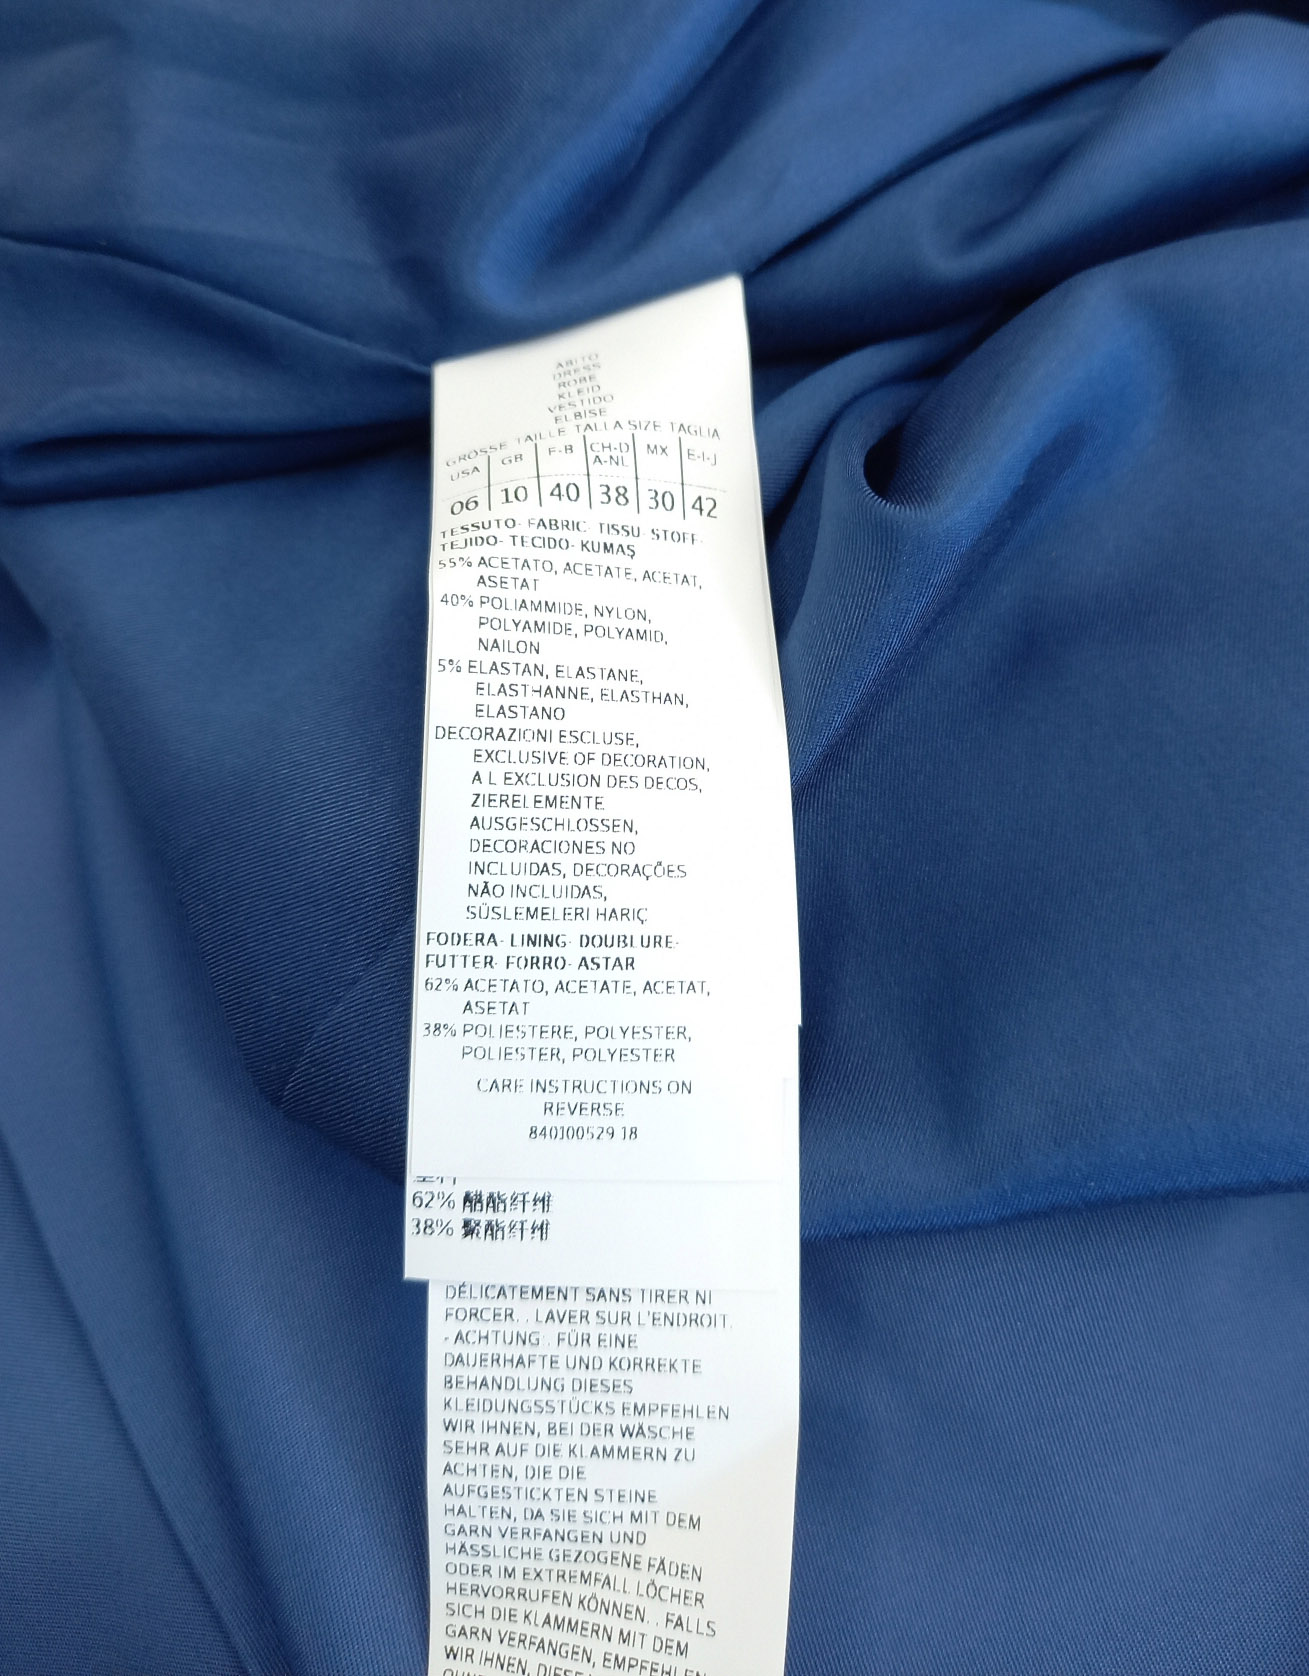 ABITO
DRESS
ROBE
KLEID
VESTIDO
ELBISE
GRÖSSE TAILLE TALLA SIZE TAGLIA
USA GB F-B CH-D A-NL MX E-I-J
06 10 40 38 30 42
TESSUTO- FABRIC- TISSU- STOFF-
TEJIDO- TECIDO- KUMAŞ
55% ACETATO, ACETATE, ACETAT,
ASETAT
40% POLIAMMIDE, NYLON,
POLYAMIDE, POLYAMID,
NAILON
5% ELASTAN, ELASTANE,
ELASTHANNE, ELASTHAN,
ELASTANO
DECORAZIONI ESCLUSE,
EXCLUSIVE OF DECORATION,
A L EXCLUSION DES DECOS,
ZIERELEMENTE
AUSGESCHLOSSEN,
DECORACIONES NO
INCLUIDAS, DECORAÇÕES
NÃO INCLUIDAS,
SÜSLEMELERI HARIÇ
FODERA- LINING- DOUBLURE-
FUTTER- FORRO- ASTAR
62% ACETATO, ACETATE, ACETAT,
ASETAT
38% POLIESTERE, POLYESTER,
POLIESTER, POLYESTER
CARE INSTRUCTIONS ON
REVERSE
840100529 18
62% 醋酯纤维
38% 聚酯纤维
DÉLICATEMENT SANS TIRER NI
FORCER. . LAVER SUR L'ENDROIT.
- ACHTUNG . FÜR EINE
DAUERHAFTE UND KORREKTE
BEHANDLUNG DIESES
KLEIDUNGSSTÜCKS EMPFEHLEN
WIR IHNEN, BEI DER WÄSCHE
SEHR AUF DIE KLAMMERN ZU
ACHTEN, DIE DIE
AUFGESTICKTEN STEINE
HALTEN, DA SIE SICH MIT DEM
GARN VERFANGEN UND
HÄSSLICHE GEZOGENE FÄDEN
ODER IM EXTREMFALL LÖCHER
HERVORRUFEN KÖNNEN. . FALLS
SICH DIE KLAMMERN MIT DEM
GARN VERFANGEN, EMPFEHLEN
WIR IHNEN,